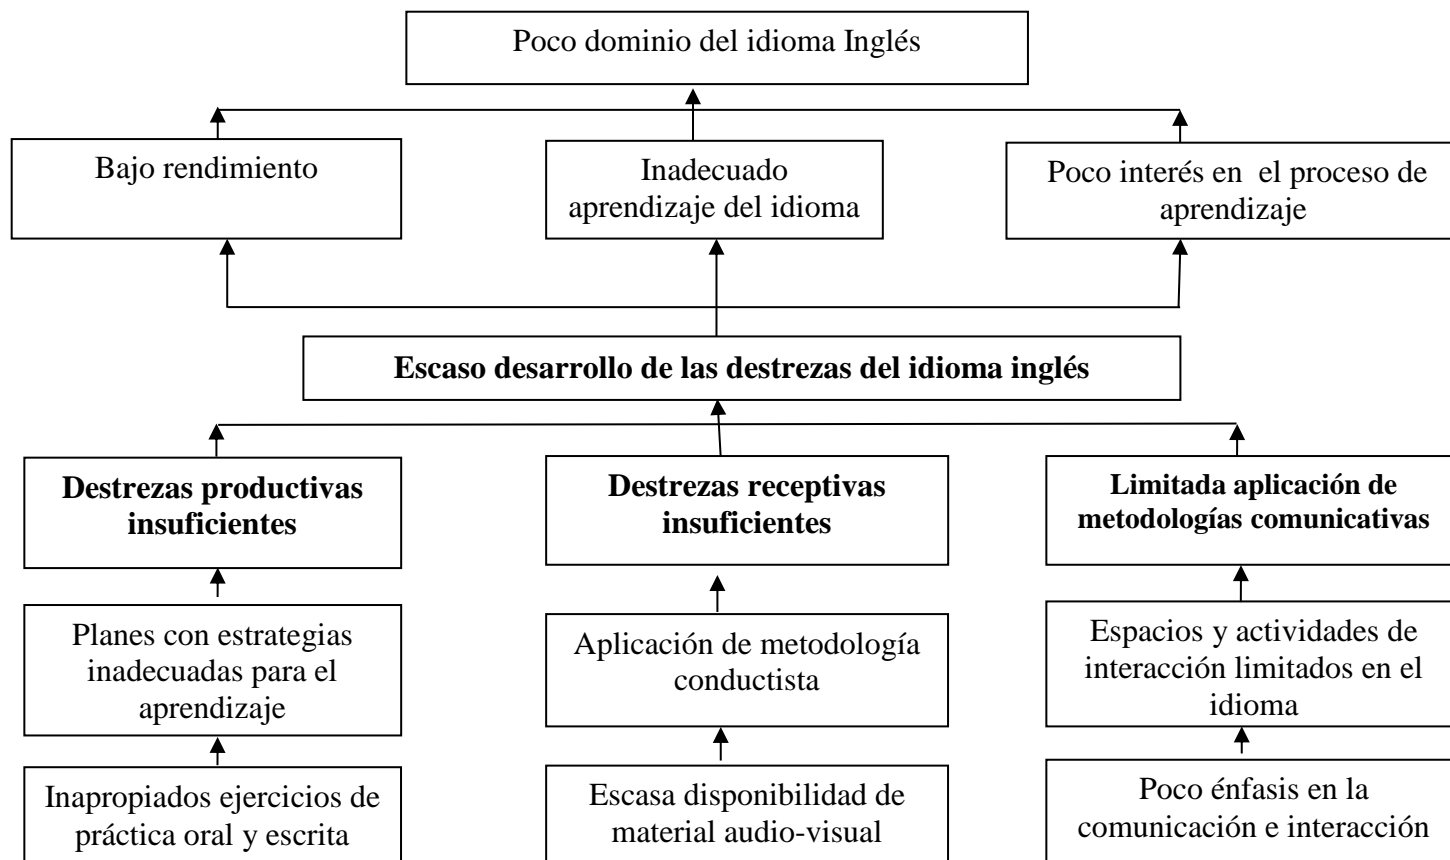 Poco dominio del idioma Inglés
Bajo rendimiento
Inadecuado
aprendizaje del idioma
Poco interés en el proceso de
aprendizaje
Escaso desarrollo de las destrezas del idioma inglés
Destrezas productivas
insuficientes
Destrezas receptivas
insuficientes
Limitada aplicación de
metodologías comunicativas
Planes con estrategias
inadecuadas para el
aprendizaje
Aplicación de metodología
conductista
Espacios y actividades de
interacción limitados en el
idioma
Inapropiados ejercicios de
práctica oral y escrita
Escasa disponibilidad de
material audio-visual
Poco énfasis en la
comunicación e interacción